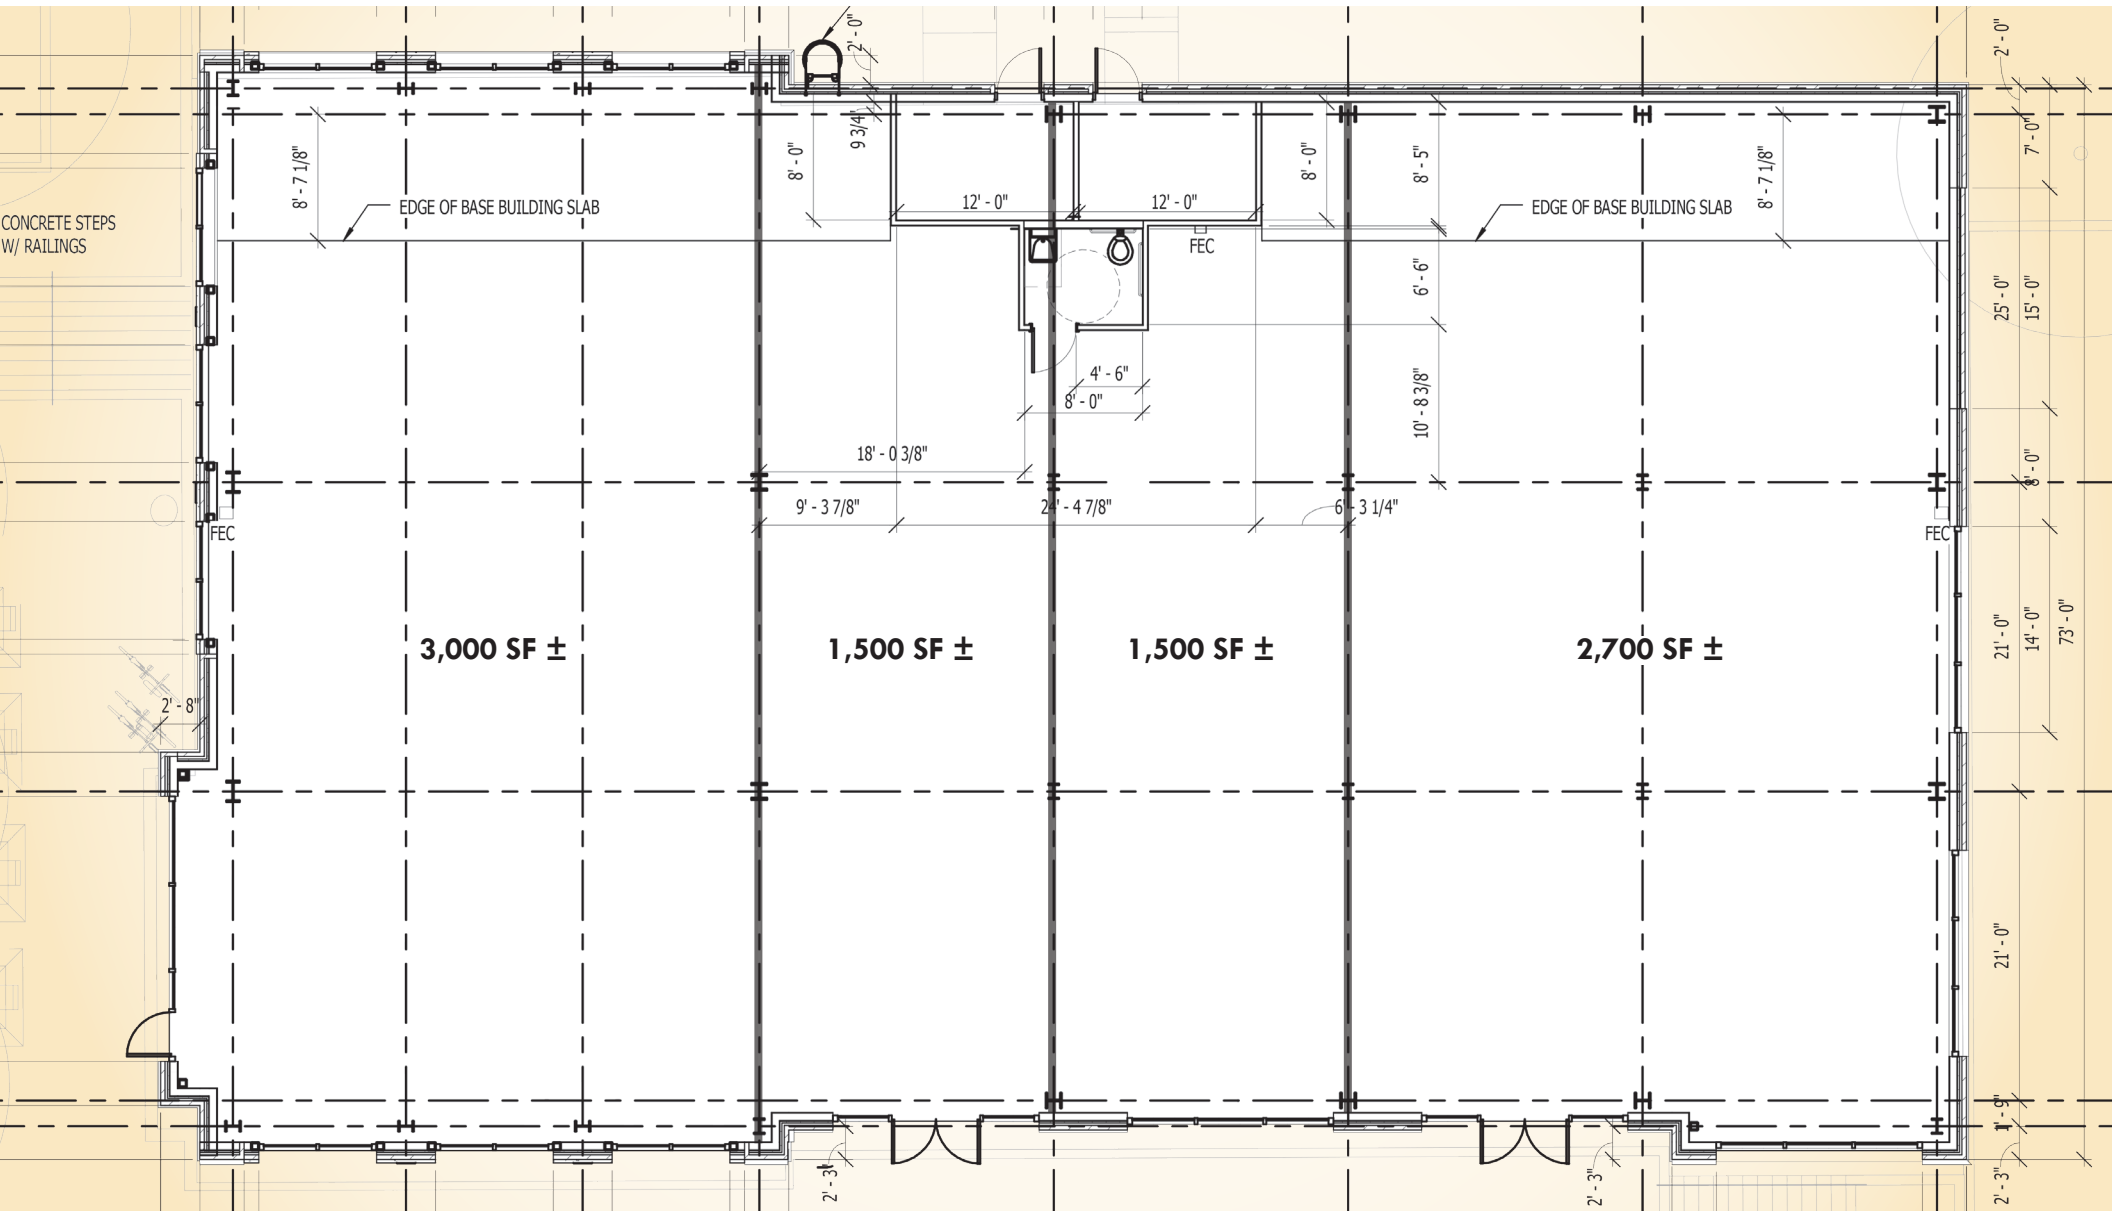 2' - 0"
2' - 0"
9 3/4"
8' - 7 1/8"
8' - 0"
8' - 0"
8' - 5"
8' - 7 1/8"
7' - 0"
CONCRETE STEPS
W/ RAILINGS
EDGE OF BASE BUILDING SLAB
12' - 0"
12' - 0"
EDGE OF BASE BUILDING SLAB
FEC
6' - 6"
25' - 0"
15' - 0"
4' - 6"
8' - 0"
10' - 8 3/8"
18' - 0 3/8"
8' - 0"
9' - 3 7/8"
24' - 4 7/8"
6' - 3 1/4"
FEC
FEC
3,000 SF ±
1,500 SF ±
1,500 SF ±
2,700 SF ±
21' - 0"
14' - 0"
73' - 0"
2' - 8"
21' - 0"
1' - 9"
2' - 3"
2' - 3"
2' - 3"